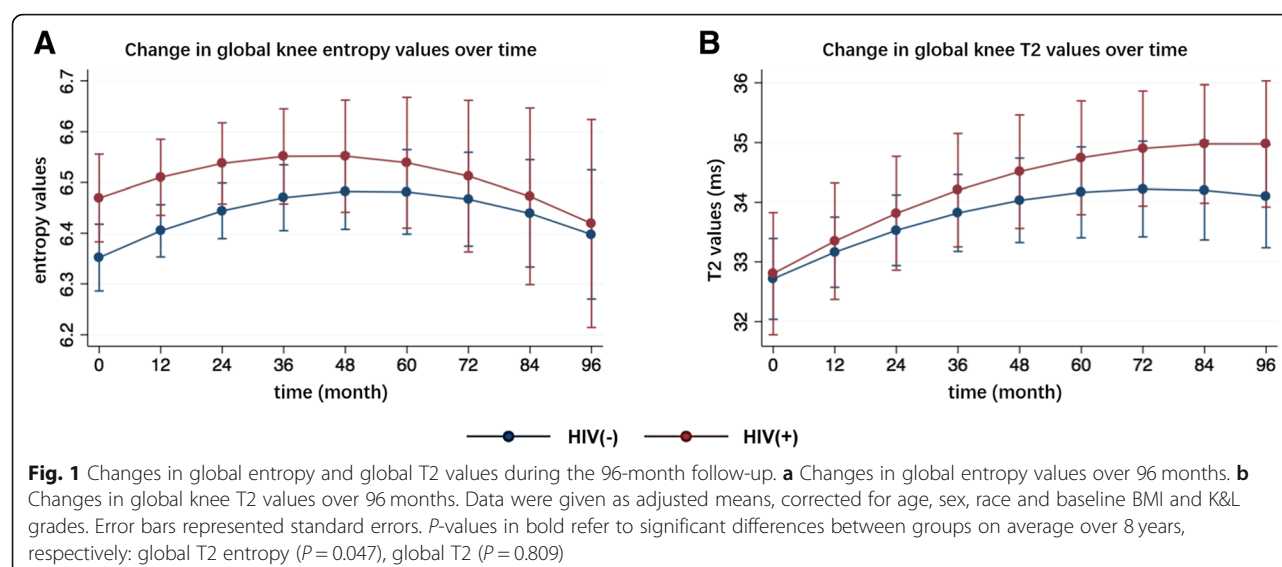 A
Change in global knee entropy values over time
entropy values
6.7
6.6
6.5
6.4
6.3
6.2
0 12 24 36 48 60 72 84 96
time (month)
B
Change in global knee T2 values over time
T2 values (ms)
36
35
34
33
32
0 12 24 36 48 60 72 84 96
time (month)
HIV(-) HIV(+)
Fig. 1 Changes in global entropy and global T2 values during the 96-month follow-up. a Changes in global entropy values over 96 months. b
Changes in global knee T2 values over 96 months. Data were given as adjusted means, corrected for age, sex, race and baseline BMI and K&L
grades. Error bars represented standard errors. P-values in bold refer to significant differences between groups on average over 8 years,
respectively: global T2 entropy (P = 0.047), global T2 (P = 0.809)